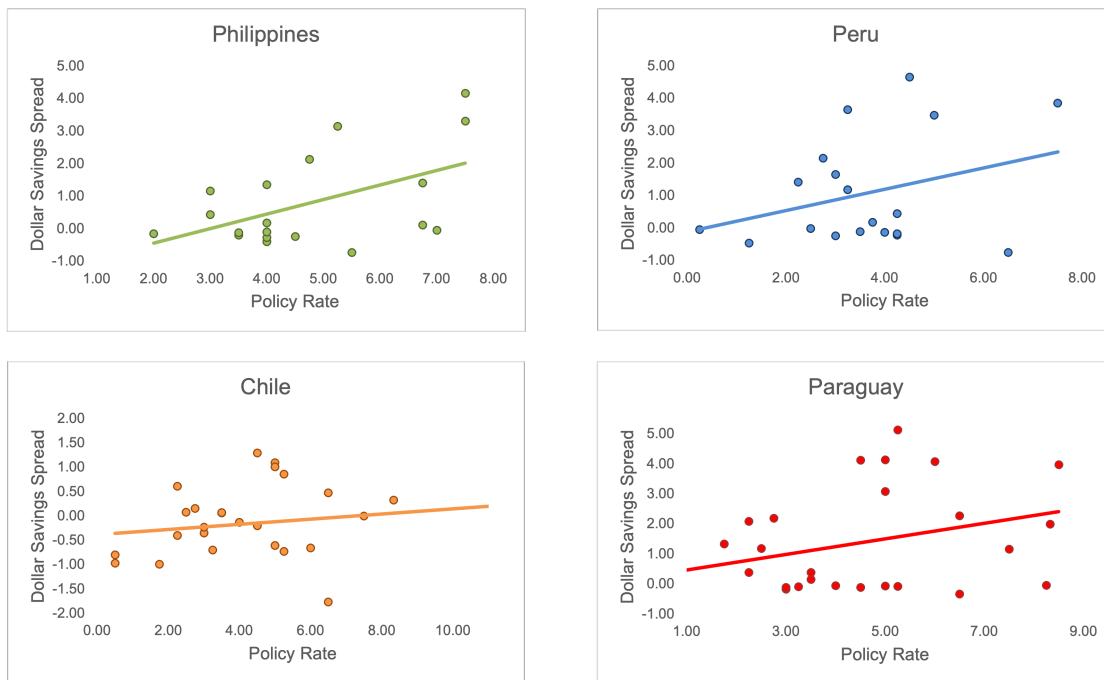 Philippines
Dollar Savings Spread
5.00
4.00
3.00
2.00
1.00
0.00
-1.00
1.00 2.00 3.00 4.00 5.00 6.00 7.00 8.00
Policy Rate
Peru
Dollar Savings Spread
5.00
4.00
3.00
2.00
1.00
0.00
-1.00
0.00 2.00 4.00 6.00 8.00
Policy Rate
Chile
Dollar Savings Spread
2.00
1.50
1.00
0.50
0.00
-0.50
-1.00
-1.50
-2.00
0.00 2.00 4.00 6.00 8.00 10.00
Policy Rate
Paraguay
Dollar Savings Spread
5.00
4.00
3.00
2.00
1.00
0.00
-1.00
1.00 3.00 5.00 7.00 9.00
Policy Rate